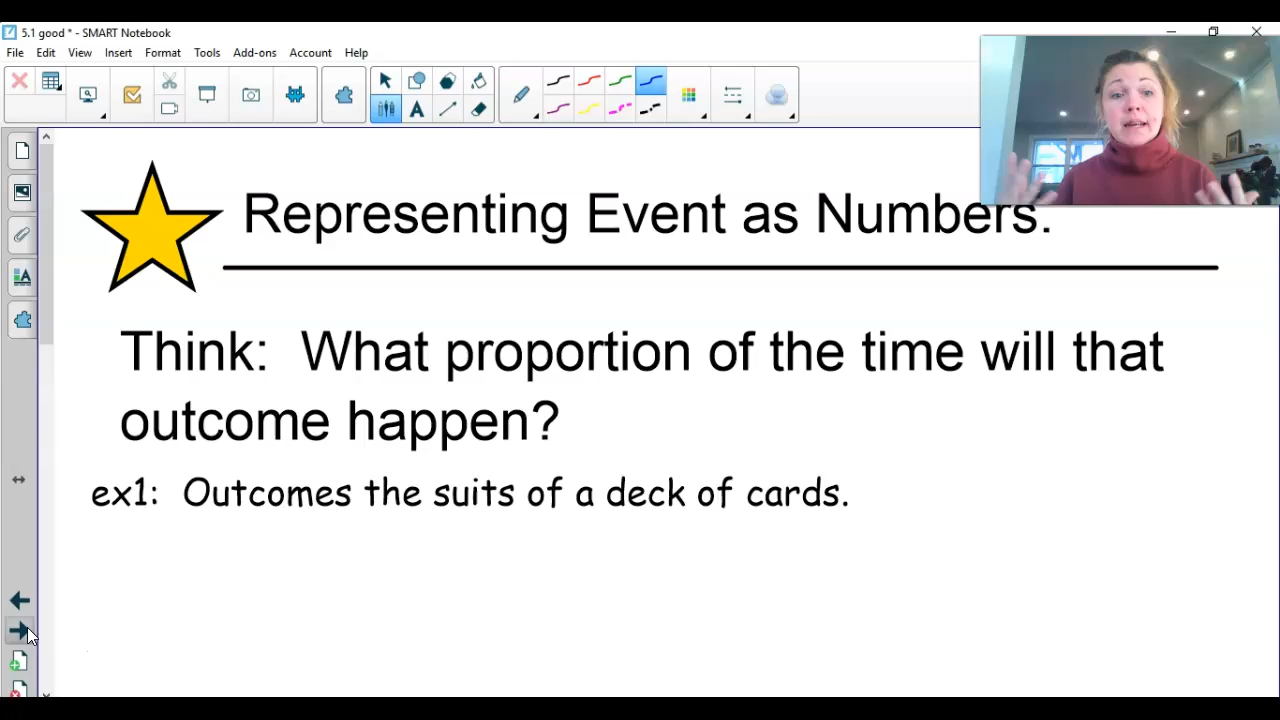 5.1 good * - SMART Notebook
File Edit View Insert Format Tools Add-ons Account Help
Representing Event as Numbers.
Think: What proportion of the time will that
outcome happen?
ex1: Outcomes the suits of a deck of cards.